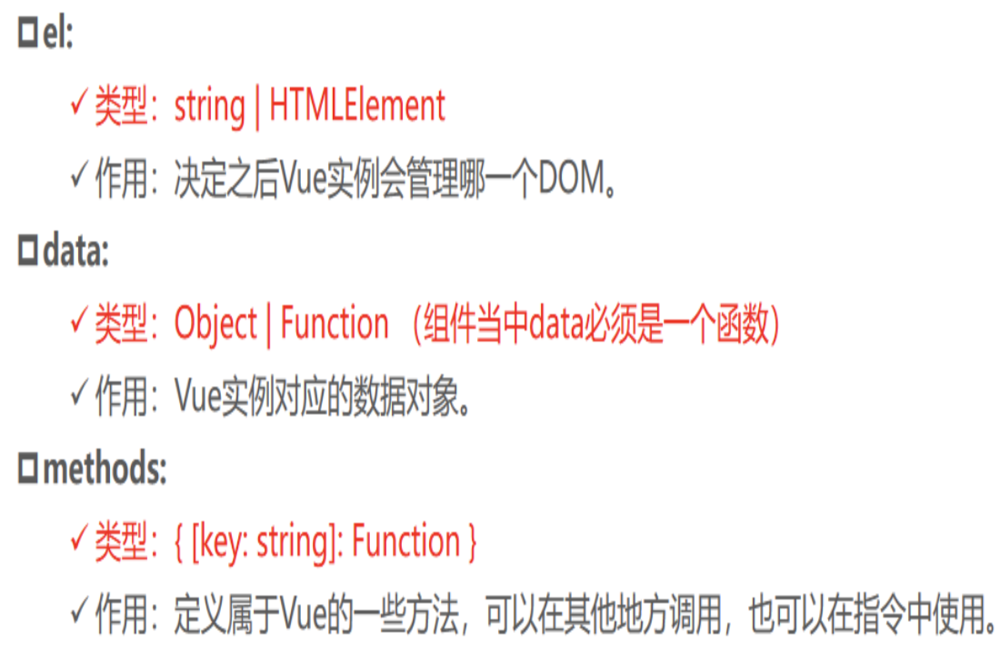 el:
类型：string | HTMLElement
作用：决定之后Vue实例会管理哪一个DOM。
data:
类型：Object | Function （组件当中data必须是一个函数）
作用：Vue实例对应的数据对象。
methods:
类型：{ [key: string]: Function }
作用：定义属于Vue的一些方法，可以在其他地方调用，也可以在指令中使用。